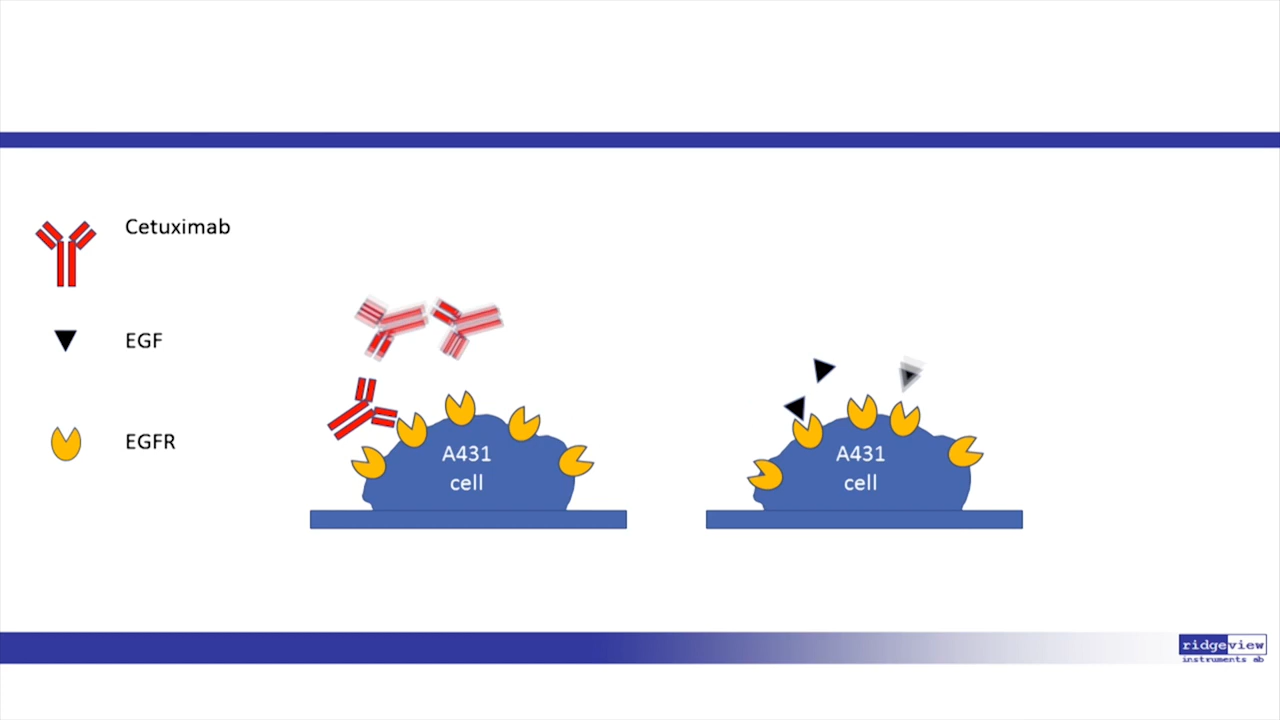 Cetuximab
EGF
EGFR
A431
cell
A431
cell
ridgeview
instruments ab